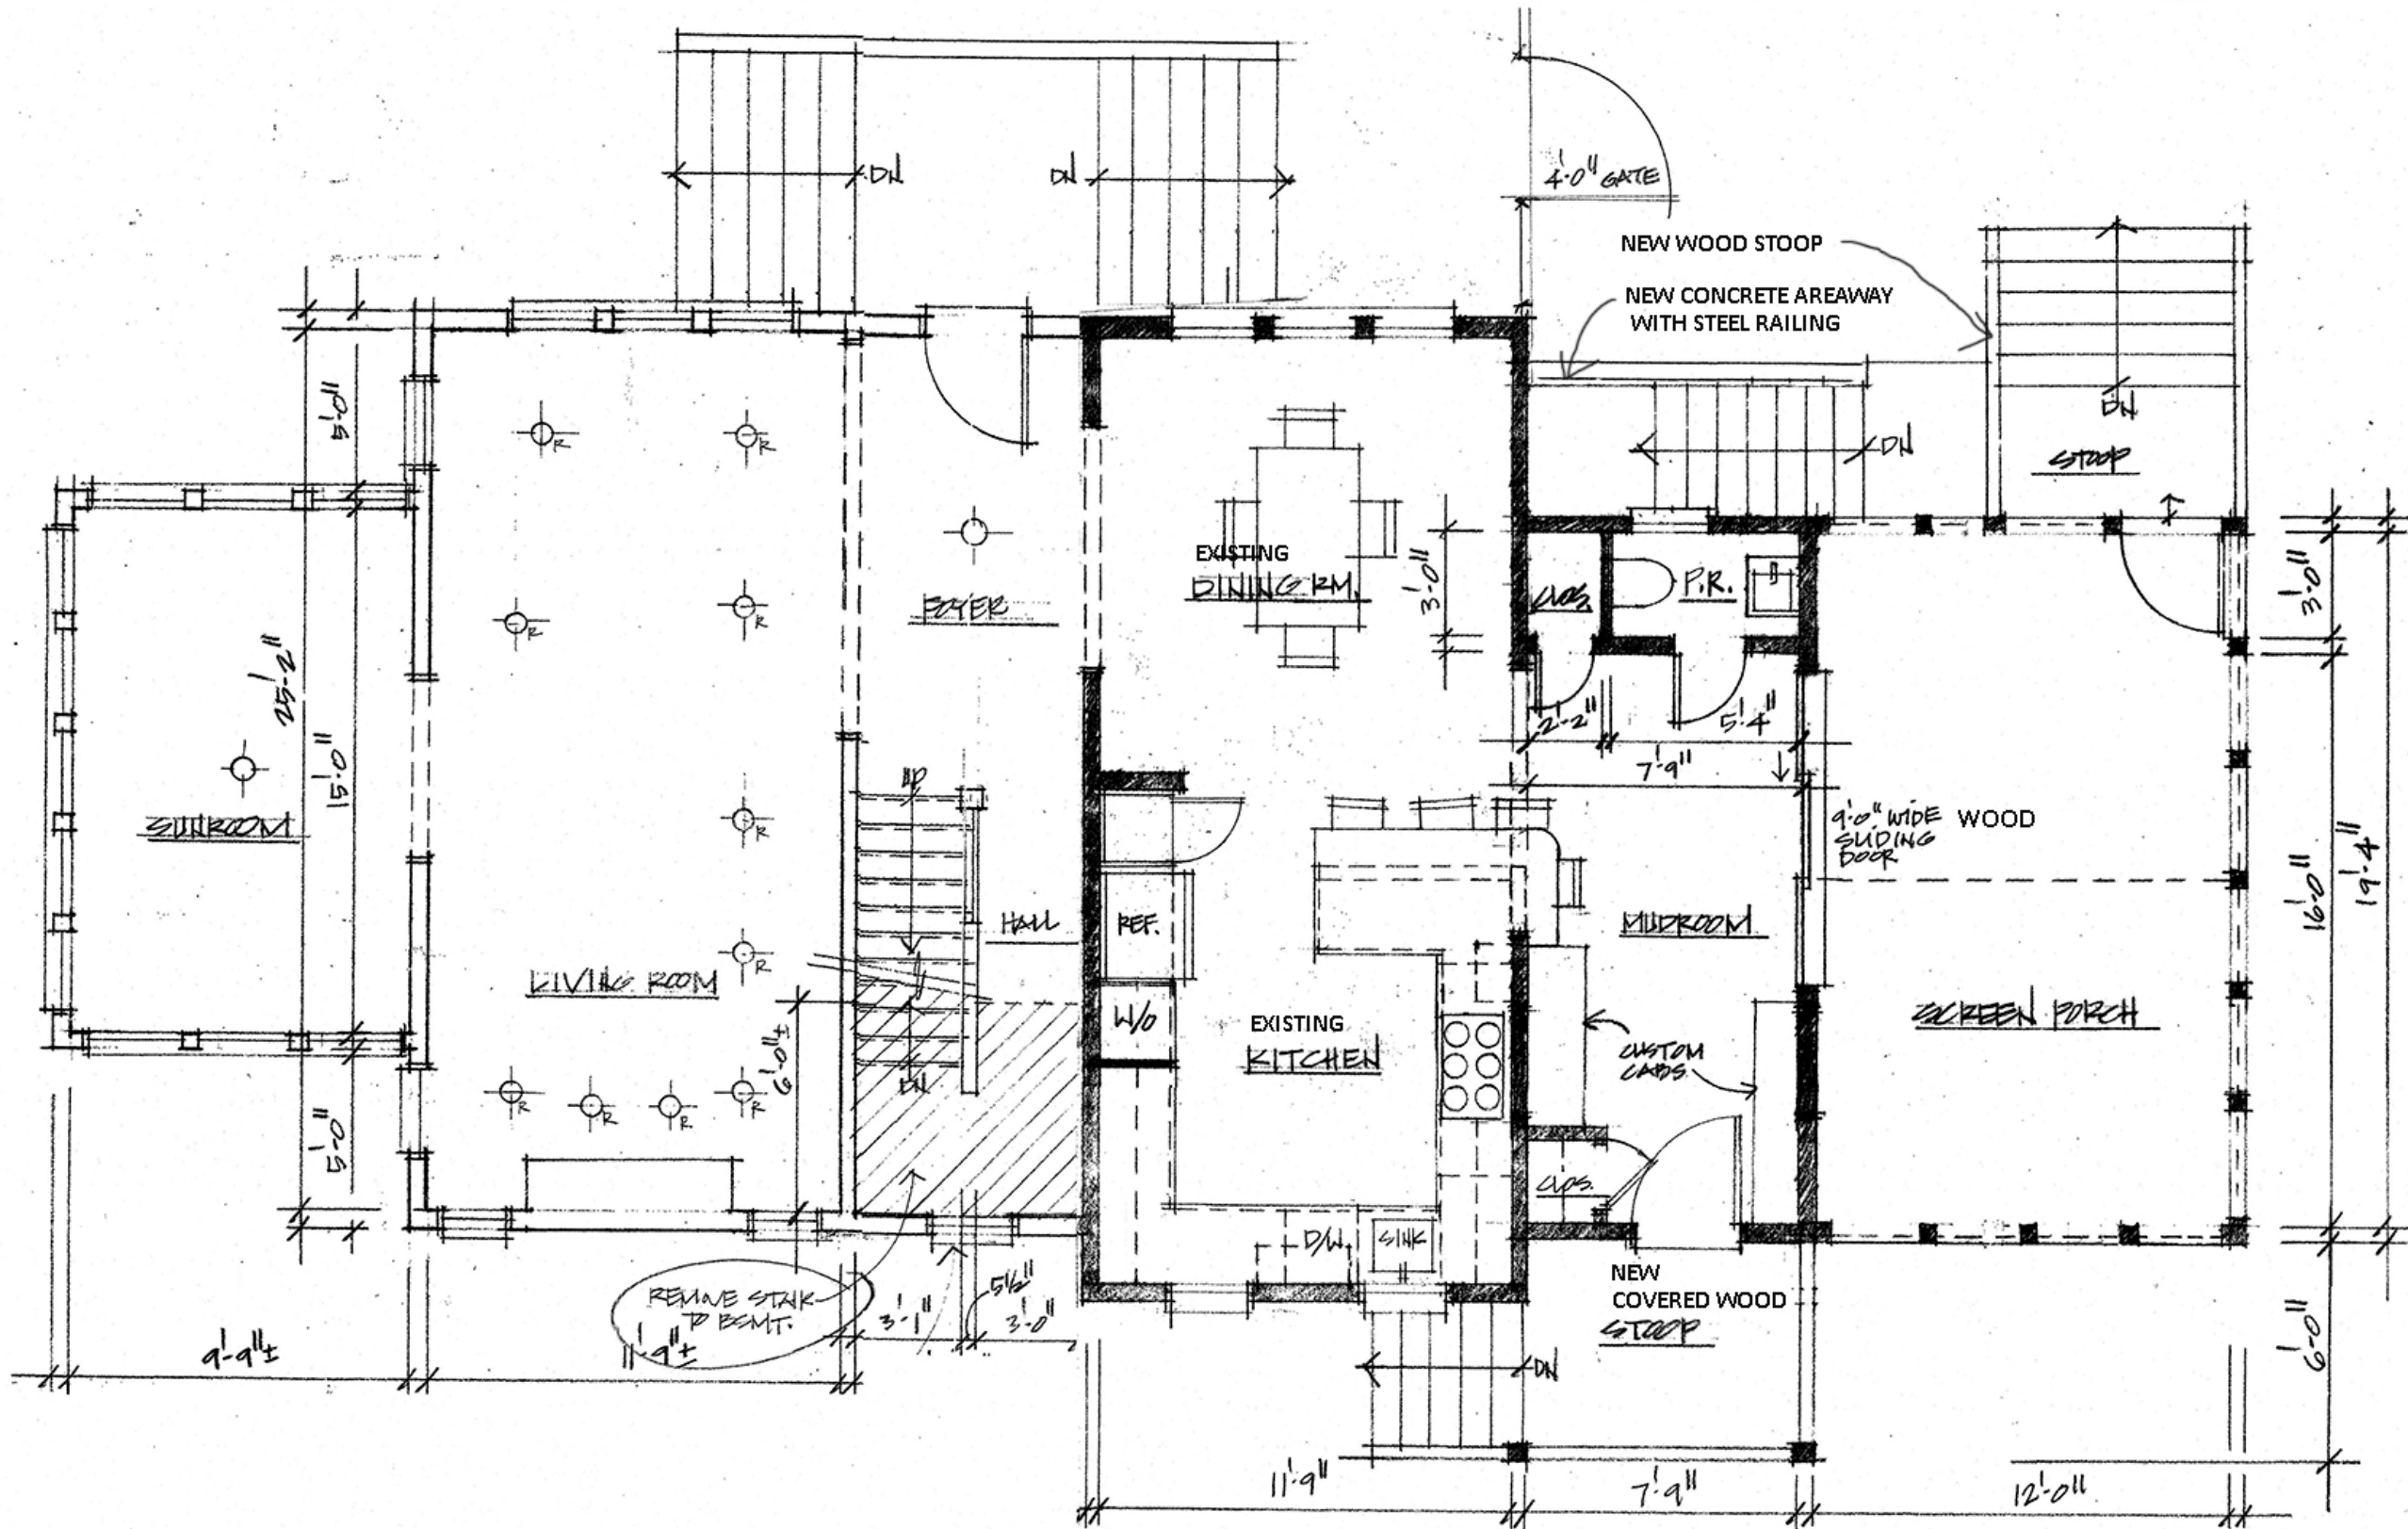 DN
DN
4'-0" GATE
NEW WOOD STOOP
NEW CONCRETE AREAWAY
WITH STEEL RAILING
DN
DN
STOOP
5'-0"
25'-2"
15'-0"
5'-0"
SUNROOM
9'-9"±
R
R
R
R
R
R
R
R
R
R
LIVING ROOM
11'-9"±
FOYER
UP
HALL
DN
6'-0"±
REMOVE STAIR
TO BSMT.
3'-1"
5½"
3'-0"
EXISTING
DINING RM.
3'-0"
CLOS.
P.R.
2'-2"
5'-4"
7'-9"
REF.
W/O
EXISTING
KITCHEN
D/W
SINK
9'-0" WIDE WOOD
SLIDING
DOOR
MUDROOM
CUSTOM
CABS.
CLOS.
SCREEN PORCH
NEW
COVERED WOOD
STOOP
DN
3'-0"
16'-0"
19'-4"
6'-0"
11'-9"
7'-9"
12'-0"